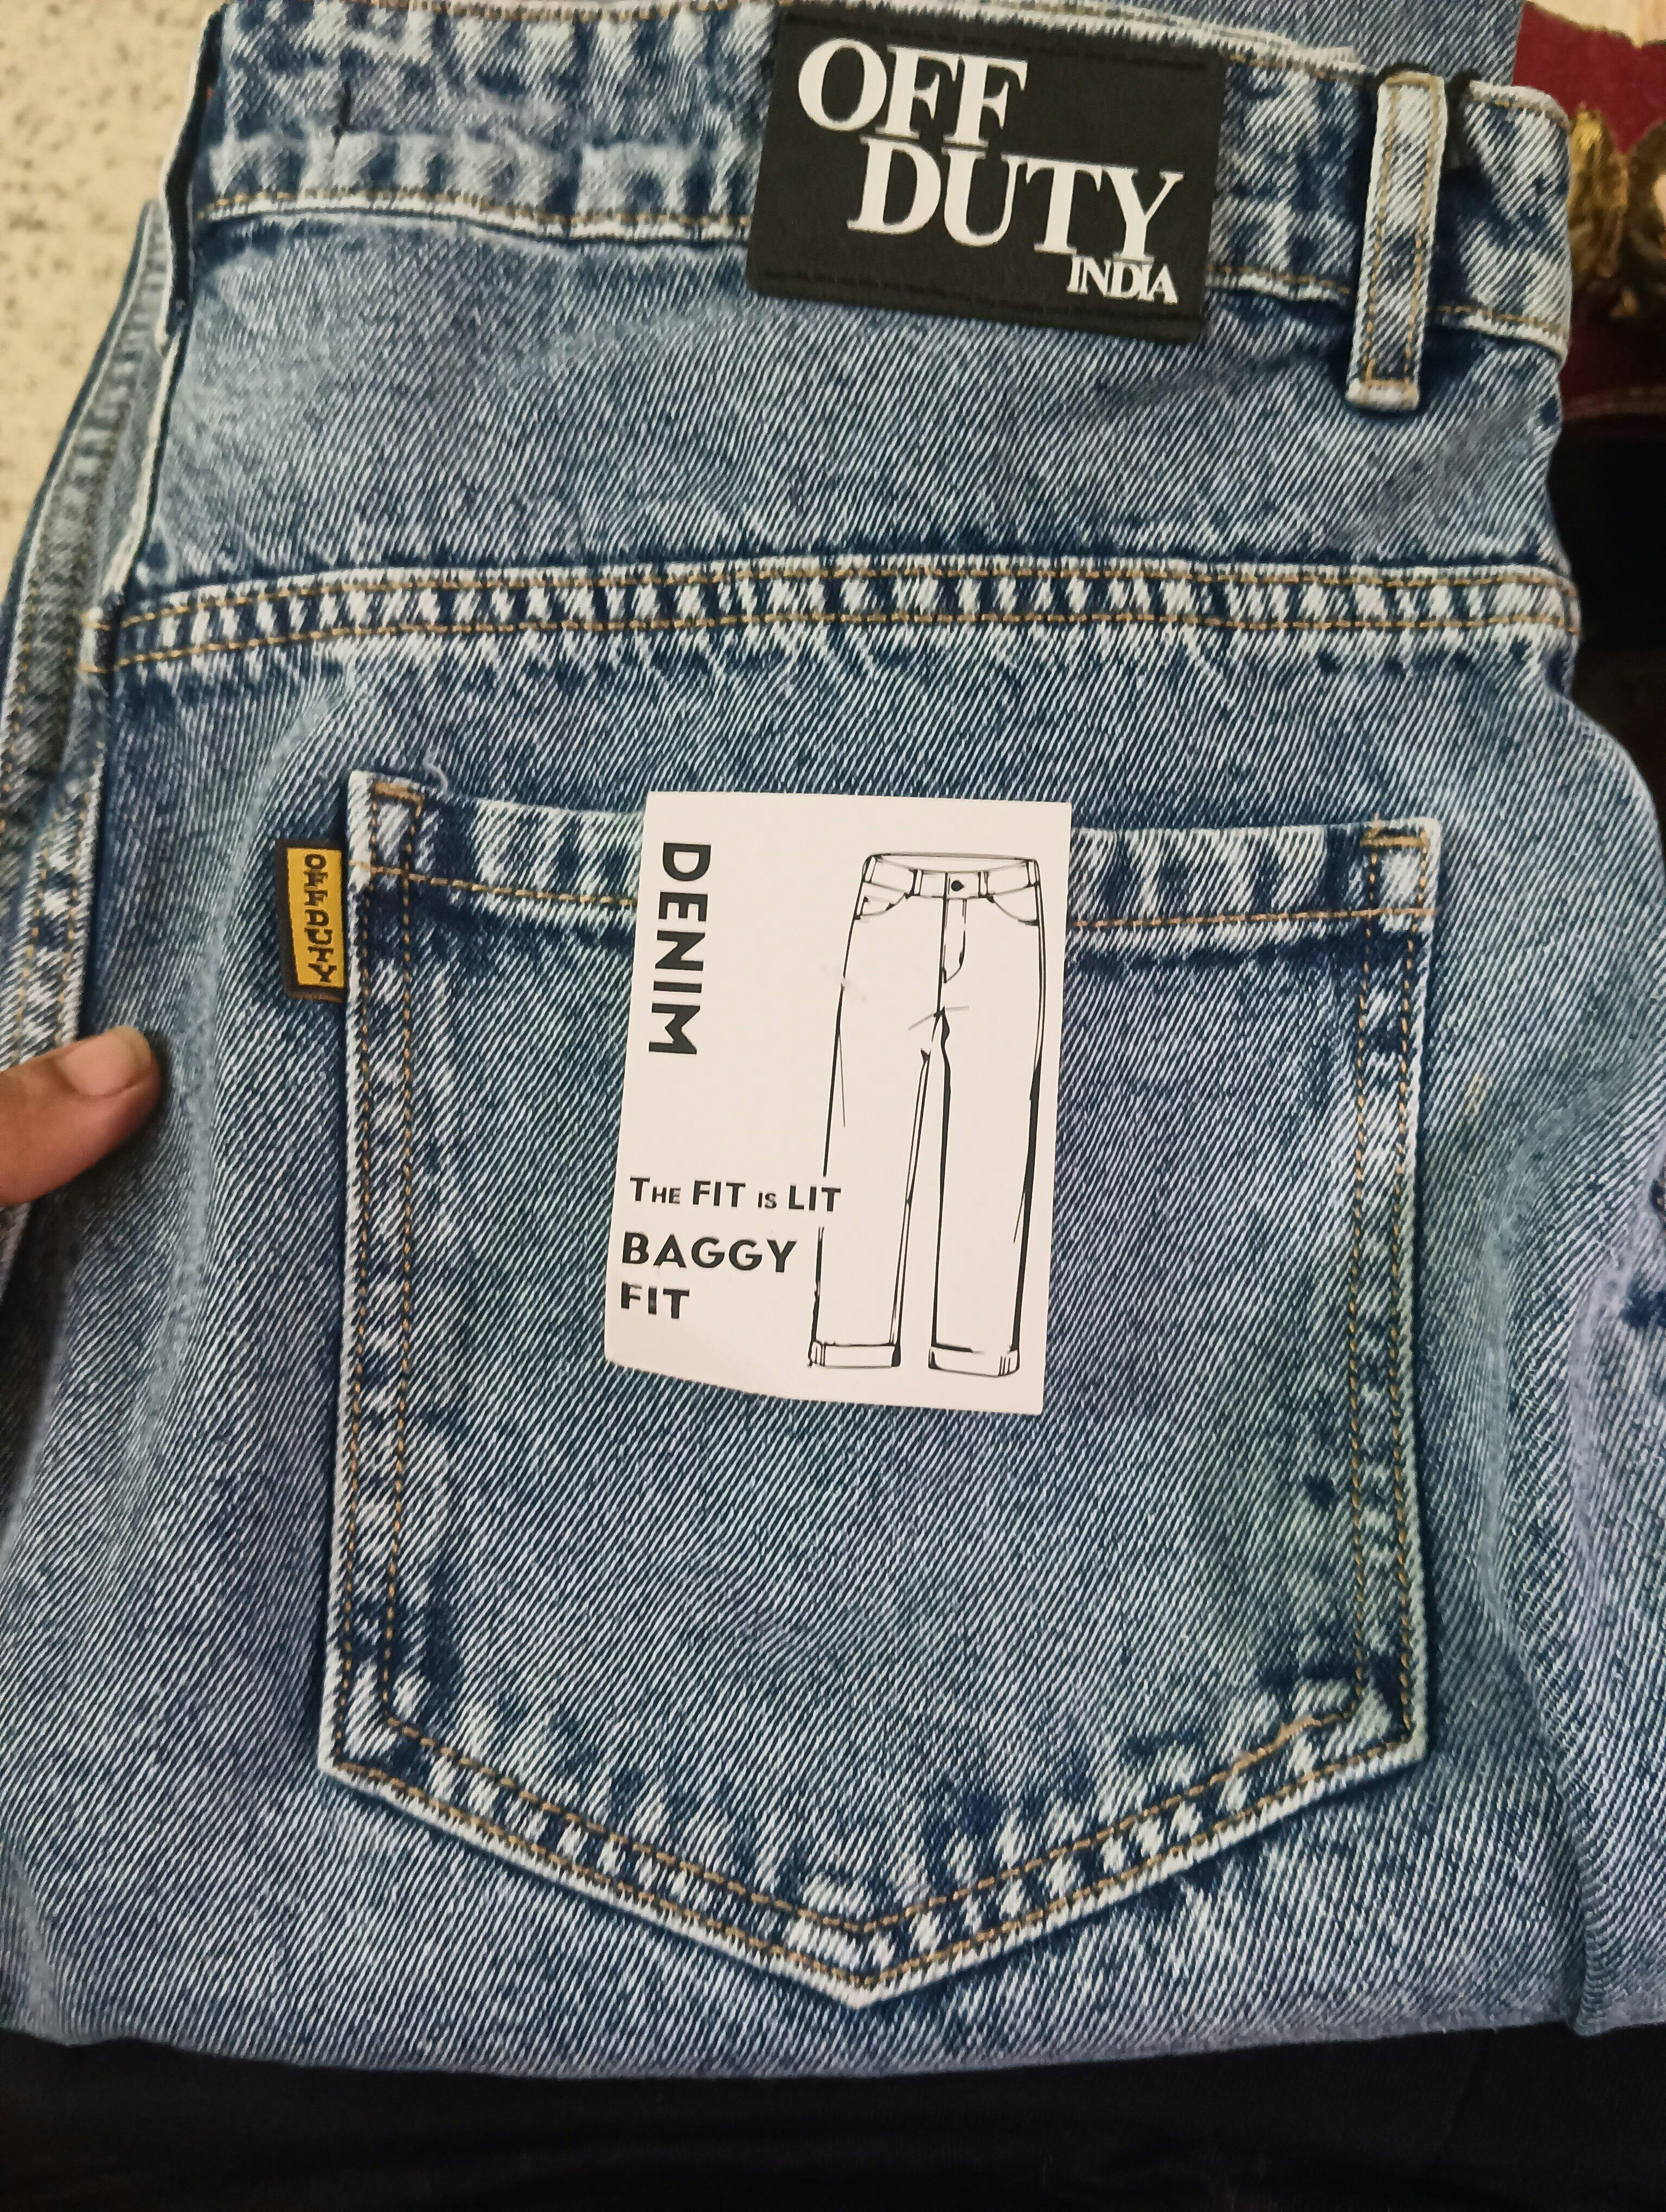 OFF
DUTY
INDIA
OFFDUTY
DENIM
THE FIT IS LIT
BAGGY
FIT